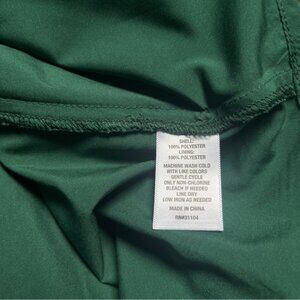 SHELL:
100% POLYESTER
LINING:
100% POLYESTER
MACHINE WASH COLD
WITH LIKE COLORS
GENTLE CYCLE
ONLY NON-CHLORINE
BLEACH IF NEEDED
LINE DRY
LOW IRON AS NEEDED
MADE IN CHINA
RN#31104